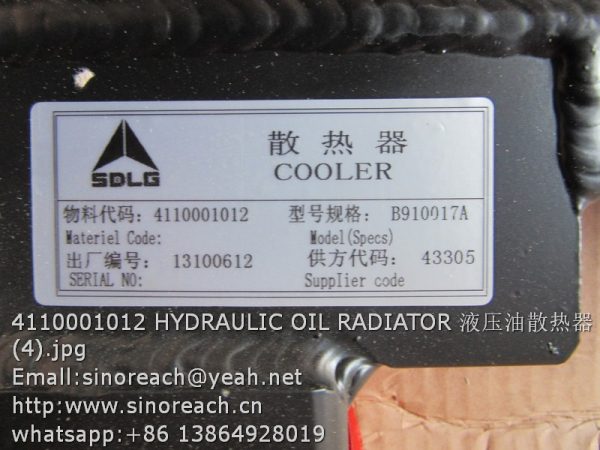 SDLG
散热器
COOLER
物料代码: 4110001012
Materiel Code:
型号规格: B910017A
Model(Specs)
出厂编号: 13100612
SERIAL NO:
供方代码: 43305
Supplier code
4110001012 HYDRAULIC OIL RADIATOR 液压油散热器
(4).jpg
Emell:sinoreach@yeah.net
http:www.sinoreach.cn
whatsapp:+86 13864928019